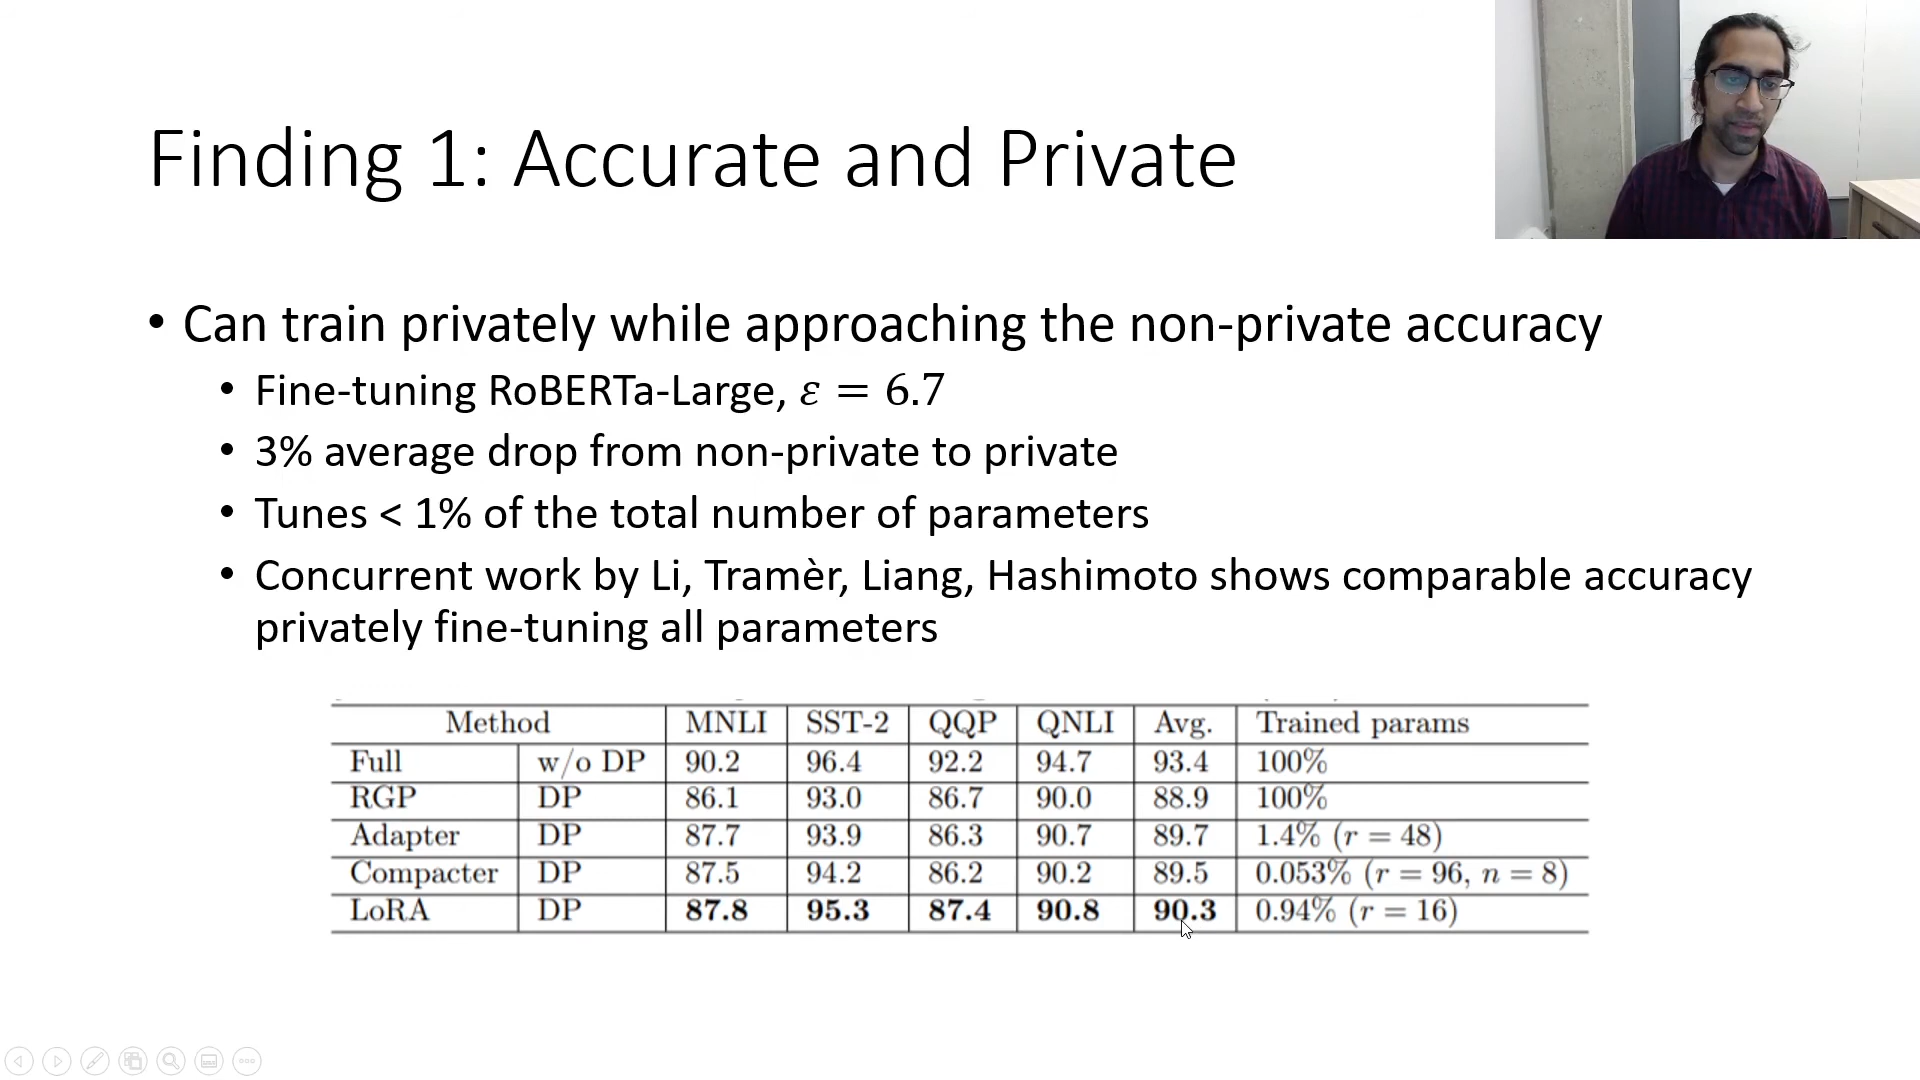 Finding 1: Accurate and Private
• Can train privately while approaching the non-private accuracy
• Fine-tuning RoBERTa-Large, ε = 6.7
• 3% average drop from non-private to private
• Tunes < 1% of the total number of parameters
• Concurrent work by Li, Tramèr, Liang, Hashimoto shows comparable accuracy
privately fine-tuning all parameters
Method MNLI SST-2 QQP QNLI Avg. Trained params
Full w/o DP 90.2 96.4 92.2 94.7 93.4 100%
RGP DP 86.1 93.0 86.7 90.0 88.9 100%
Adapter DP 87.7 93.9 86.3 90.7 89.7 1.4% (r = 48)
Compacter DP 87.5 94.2 86.2 90.2 89.5 0.053% (r = 96, n = 8)
LoRA DP 87.8 95.3 87.4 90.8 90.3 0.94% (r = 16)